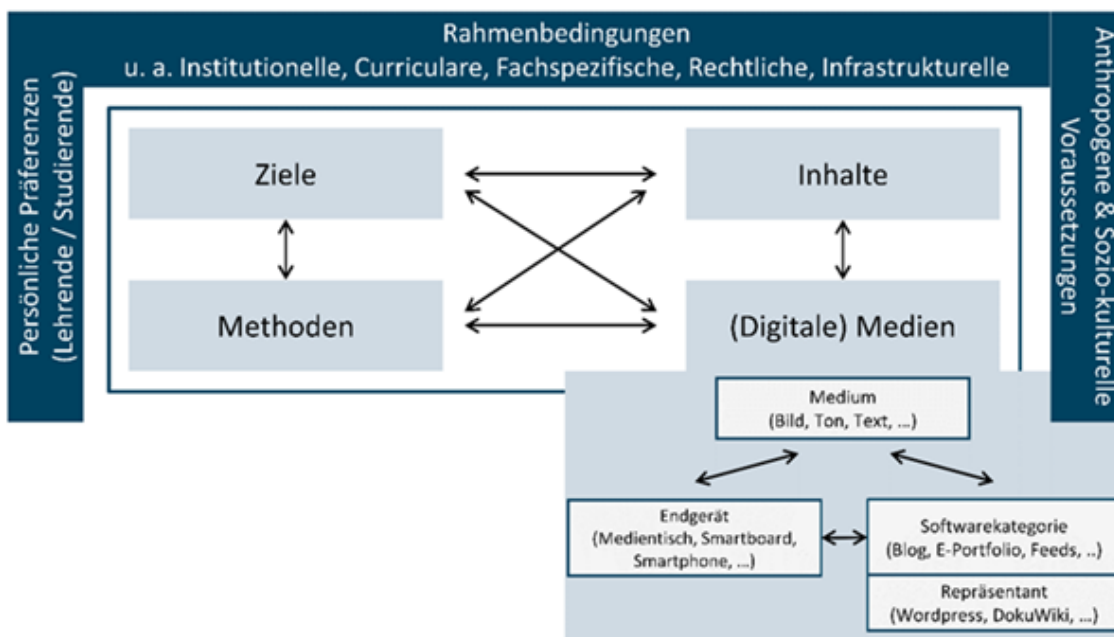 Rahmenbedingungen
u. a. Institutionelle, Curriculare, Fachspezifische, Rechtliche, Infrastrukturelle
Persönliche Präferenzen
(Lehrende / Studierende)
Anthropogene & Sozio-kulturelle
Voraussetzungen
Ziele
Inhalte
Methoden
(Digitale) Medien
Medium
(Bild, Ton, Text, ...)
Endgerät
(Medientisch, Smartboard,
Smartphone, ...)
Softwarekategorie
(Blog, E-Portfolio, Feeds, ..)
Repräsentant
(Wordpress, DokuWiki, ...)